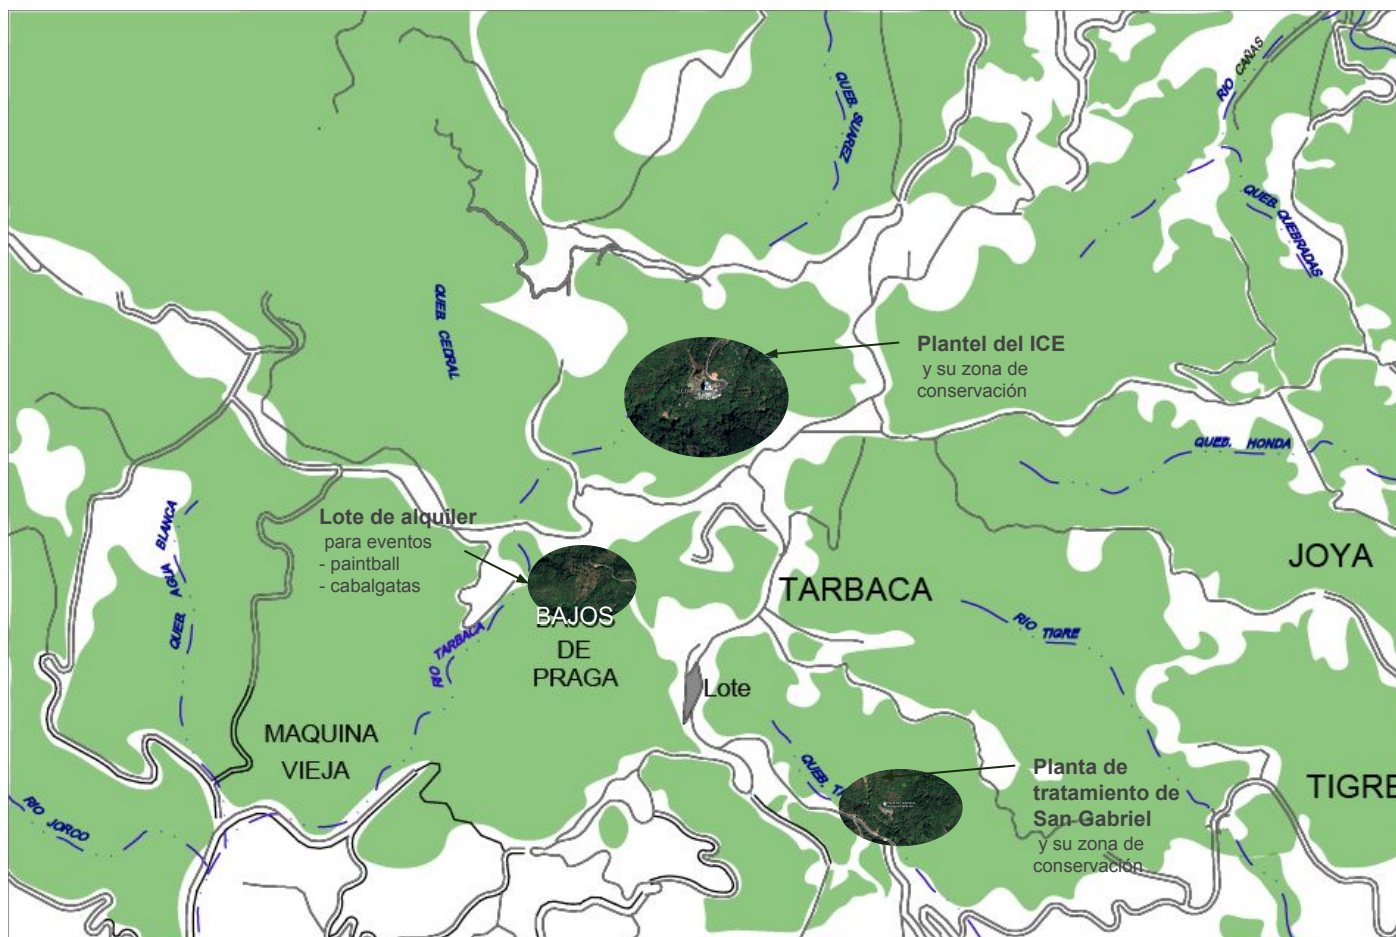 RIO CAÑAS
QUEB. SUAREZ
QUEB. QUEBRADAS
QUEB. CEDRAL
Plantel del ICE
y su zona de
conservación
QUEB. HONDA
Lote de alquiler
para eventos
- paintball
- cabalgatas
QUEB. AGUA BLANCA
JOYA
TARBACA
BAJOS
DE
PRAGA
RIO TARBACA
RIO TIGRE
Lote
MAQUINA
VIEJA
QUEB.
Planta de
tratamiento de
San Gabriel
y su zona de
conservación
TIGRE
RIO JORCO